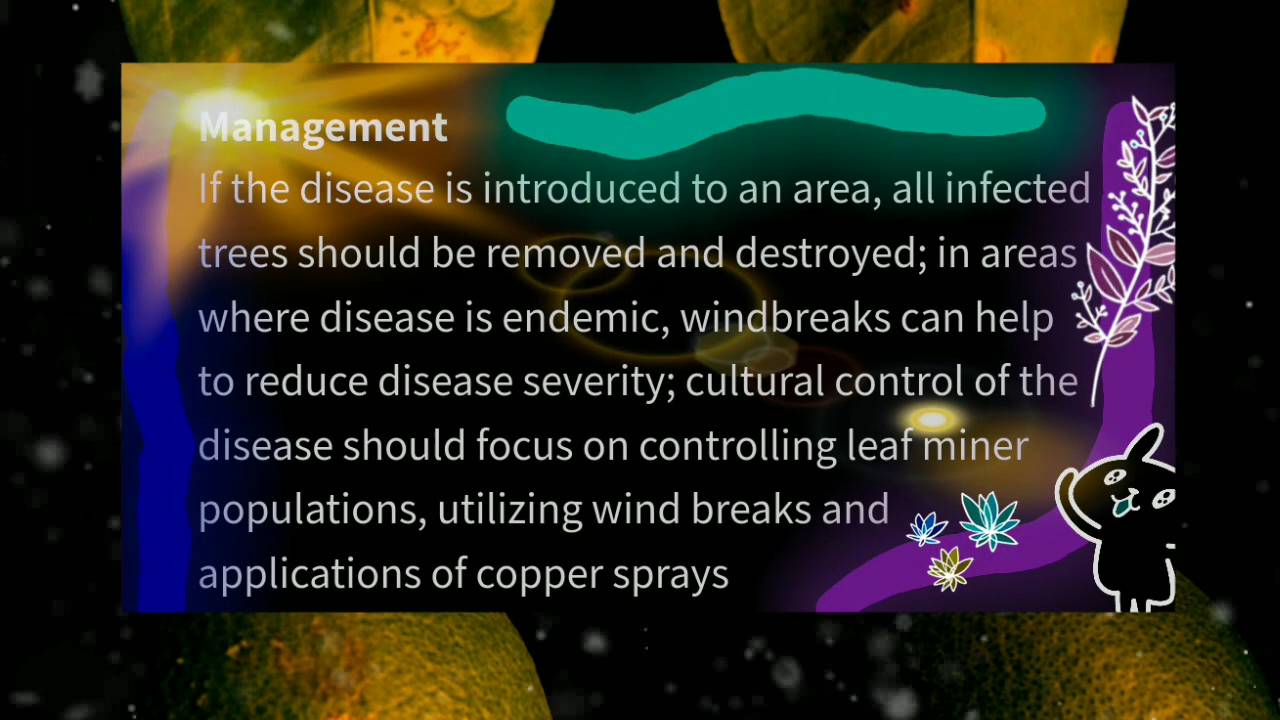 Management
If the disease is introduced to an area, all infected
trees should be removed and destroyed; in areas
where disease is endemic, windbreaks can help
to reduce disease severity; cultural control of the
disease should focus on controlling leaf miner
populations, utilizing wind breaks and
applications of copper sprays